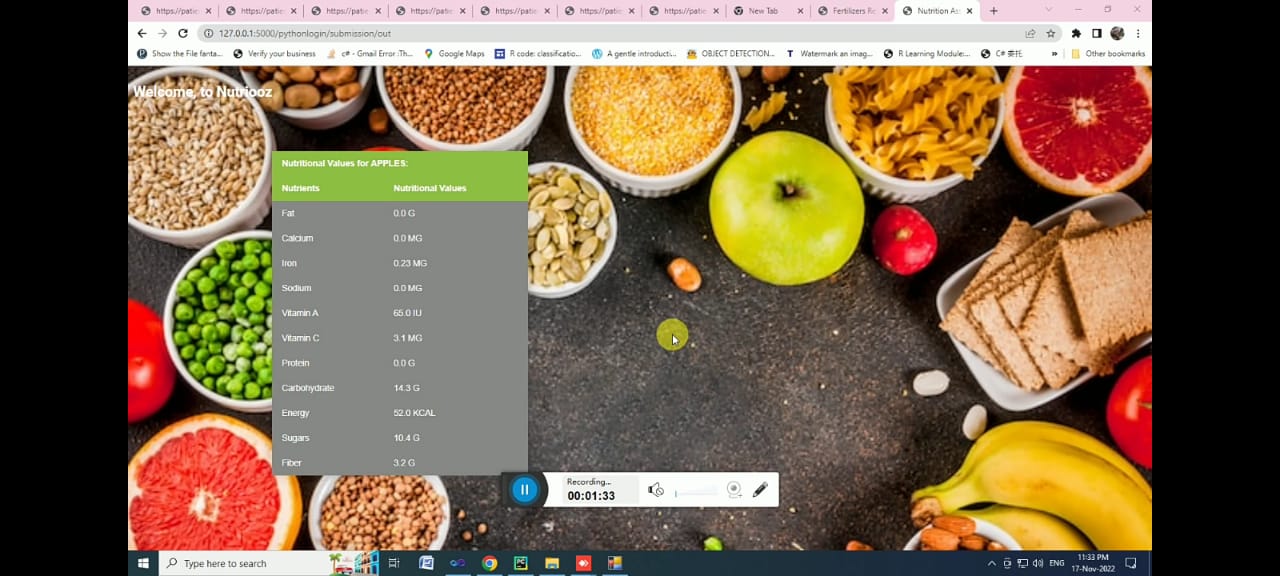 https://patie
https://patie
https://patie
https://patie
https://patie
https://patie
https://patie
New Tab
Fertilizers Re
Nutrition Ass
127.0.0.1:5000/pythonlogin/submission/out
Show the File fanta...
Verify your business
c# - Gmail Error :Th...
Google Maps
R code: classificatio...
A gentle introducti...
OBJECT DETECTION...
Watermark an imag...
R Learning Module:...
C# 委托
»
Other bookmarks
Welcome, to Nutriooz
Nutritional Values for APPLES:
Nutrients Nutritional Values
Fat 0.0 G
Calcium 0.0 MG
Iron 0.23 MG
Sodium 0.0 MG
Vitamin A 65.0 IU
Vitamin C 3.1 MG
Protein 0.0 G
Carbohydrate 14.3 G
Energy 52.0 KCAL
Sugars 10.4 G
Fiber 3.2 G
Recording...
00:01:33
Type here to search
ENG
11:33 PM
17-Nov-2022